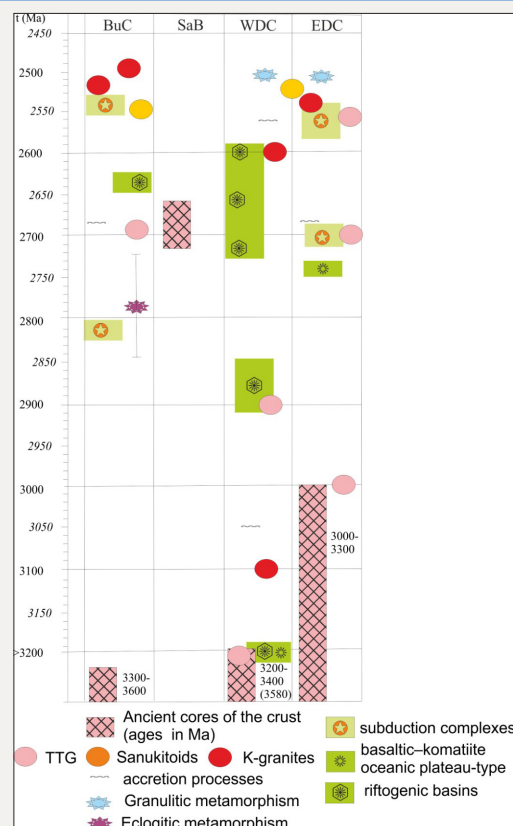 t (Ma)
BuC SaB WDC EDC
2450
2500
2550
2600
2650
2700
2750
2800
2850
2900
2950
3000
3050
3000-
3300
3100
3150
>3200
3300-
3600
3200-
3400
(3580)
Ancient cores of the crust
(ages in Ma)
subduction complexes
TTG Sanukitoids K-granites
basaltic–komatiite
oceanic plateau-type
accretion processes
riftogenic basins
Granulitic metamorphism
Eclogitic metamorphism